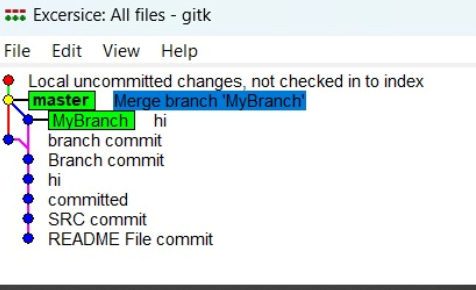 Excersice: All files - gitk
File Edit View Help
Local uncommitted changes, not checked in to index
master Merge branch 'MyBranch'
MyBranch hi
branch commit
Branch commit
hi
committed
SRC commit
README File commit